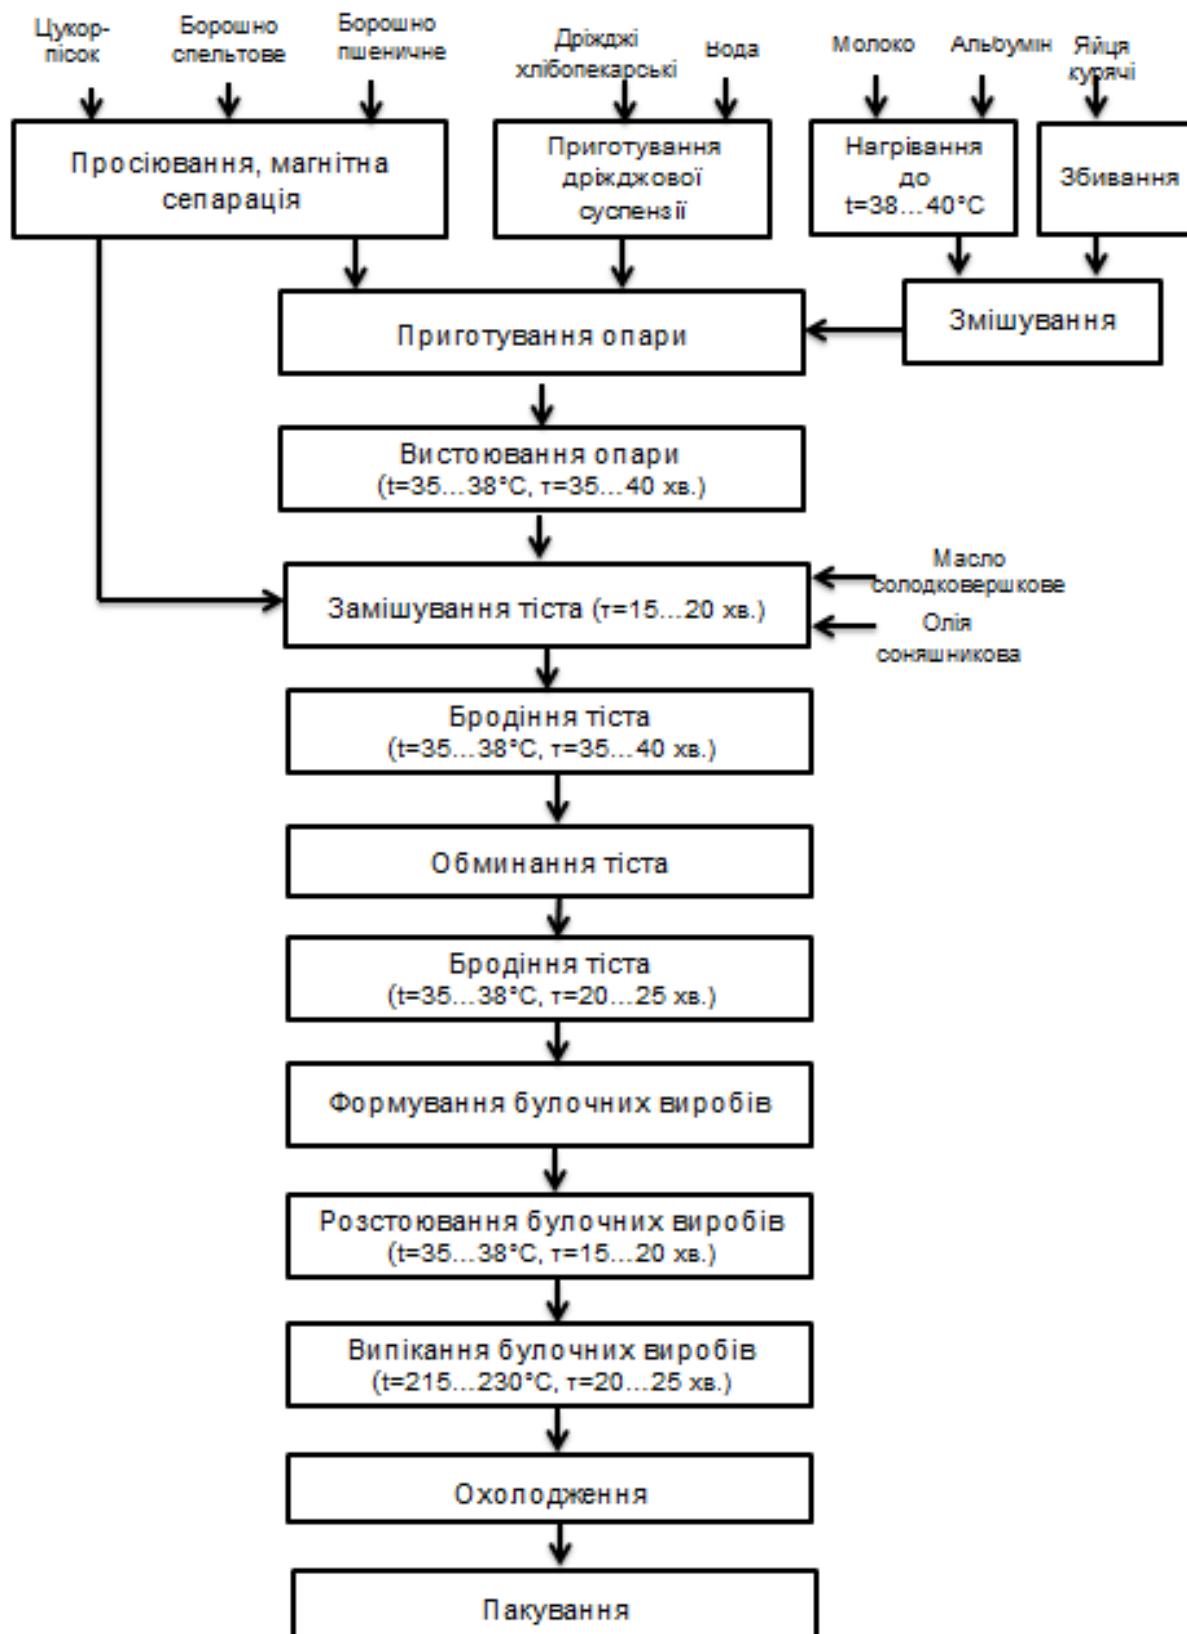 Цукор-
пісок
Борошно
спельтове
Борошно
пшеничне
Дріжджі
хлібопекарські
Вода
Молоко
Альбумін
Яйця
курячі
Просіювання, магнітна
сепарація
Приготування
дріжджової
суспензії
Нагрівання
до
t=38...40°C
Збивання
Змішування
Приготування опари
Вистоювання опари
(t=35...38°C, τ=35...40 хв.)
Масло
солодковершкове
Замішування тіста (τ=15...20 хв.)
Олія
соняшникова
Бродіння тіста
(t=35...38°C, τ=35...40 хв.)
Обминання тіста
Бродіння тіста
(t=35...38°C, τ=20...25 хв.)
Формування булочних виробів
Розстоювання булочних виробів
(t=35...38°C, τ=15...20 хв.)
Випікання булочних виробів
(t=215...230°C, τ=20...25 хв.)
Охолодження
Пакування